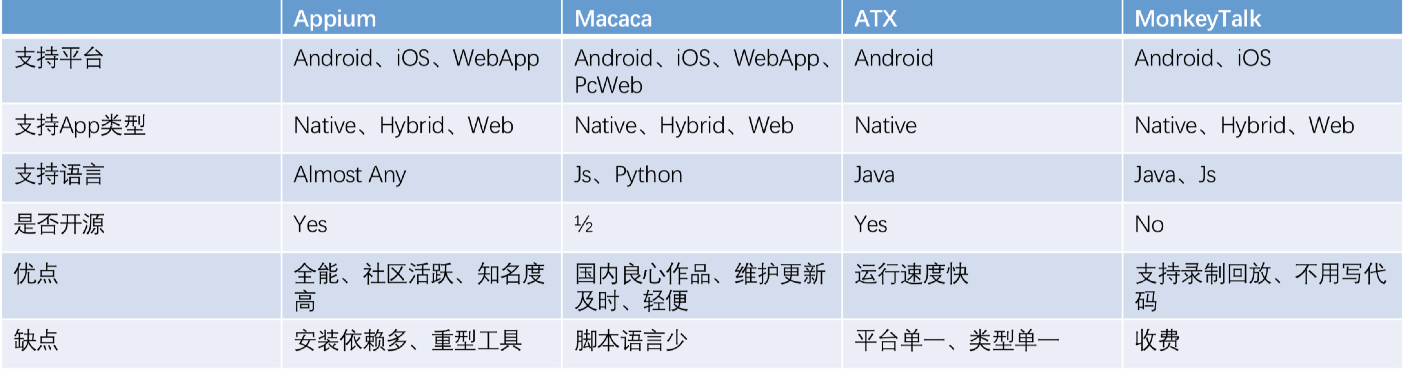 Appium Macaca ATX MonkeyTalk
支持平台 Android、iOS、WebApp Android、iOS、WebApp、 Android Android、iOS
PcWeb
支持App类型 Native、Hybrid、Web Native、Hybrid、Web Native Native、Hybrid、Web
支持语言 Almost Any Js、Python Java Java、Js
是否开源 Yes ½ Yes No
优点 全能、社区活跃、知名度 国内良心作品、维护更新 运行速度快 支持录制回放、不用写代
高 及时、轻便 码
缺点 安装依赖多、重型工具 脚本语言少 平台单一、类型单一 收费